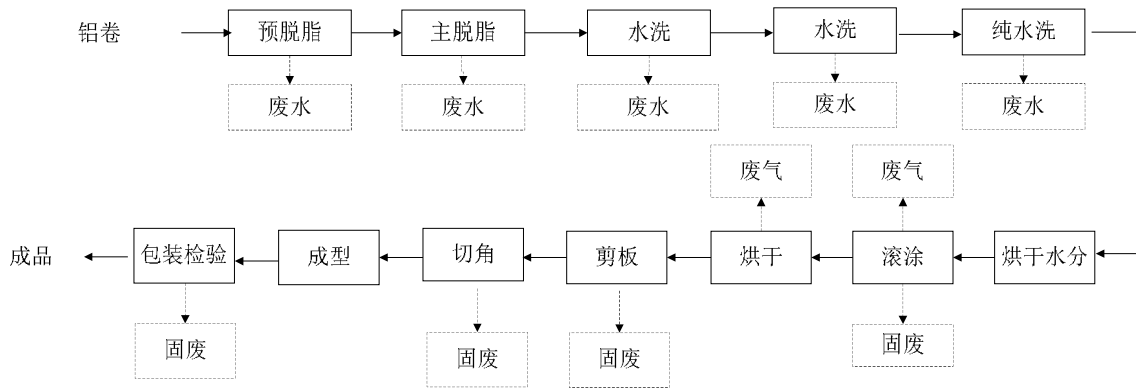 铝卷 预脱脂 主脱脂 水洗 水洗 纯水洗
废水 废水 废水 废水 废水
废气 废气
成品 包装检验 成型 切角 剪板 烘干 滚涂 烘干水分
固废 固废 固废 固废